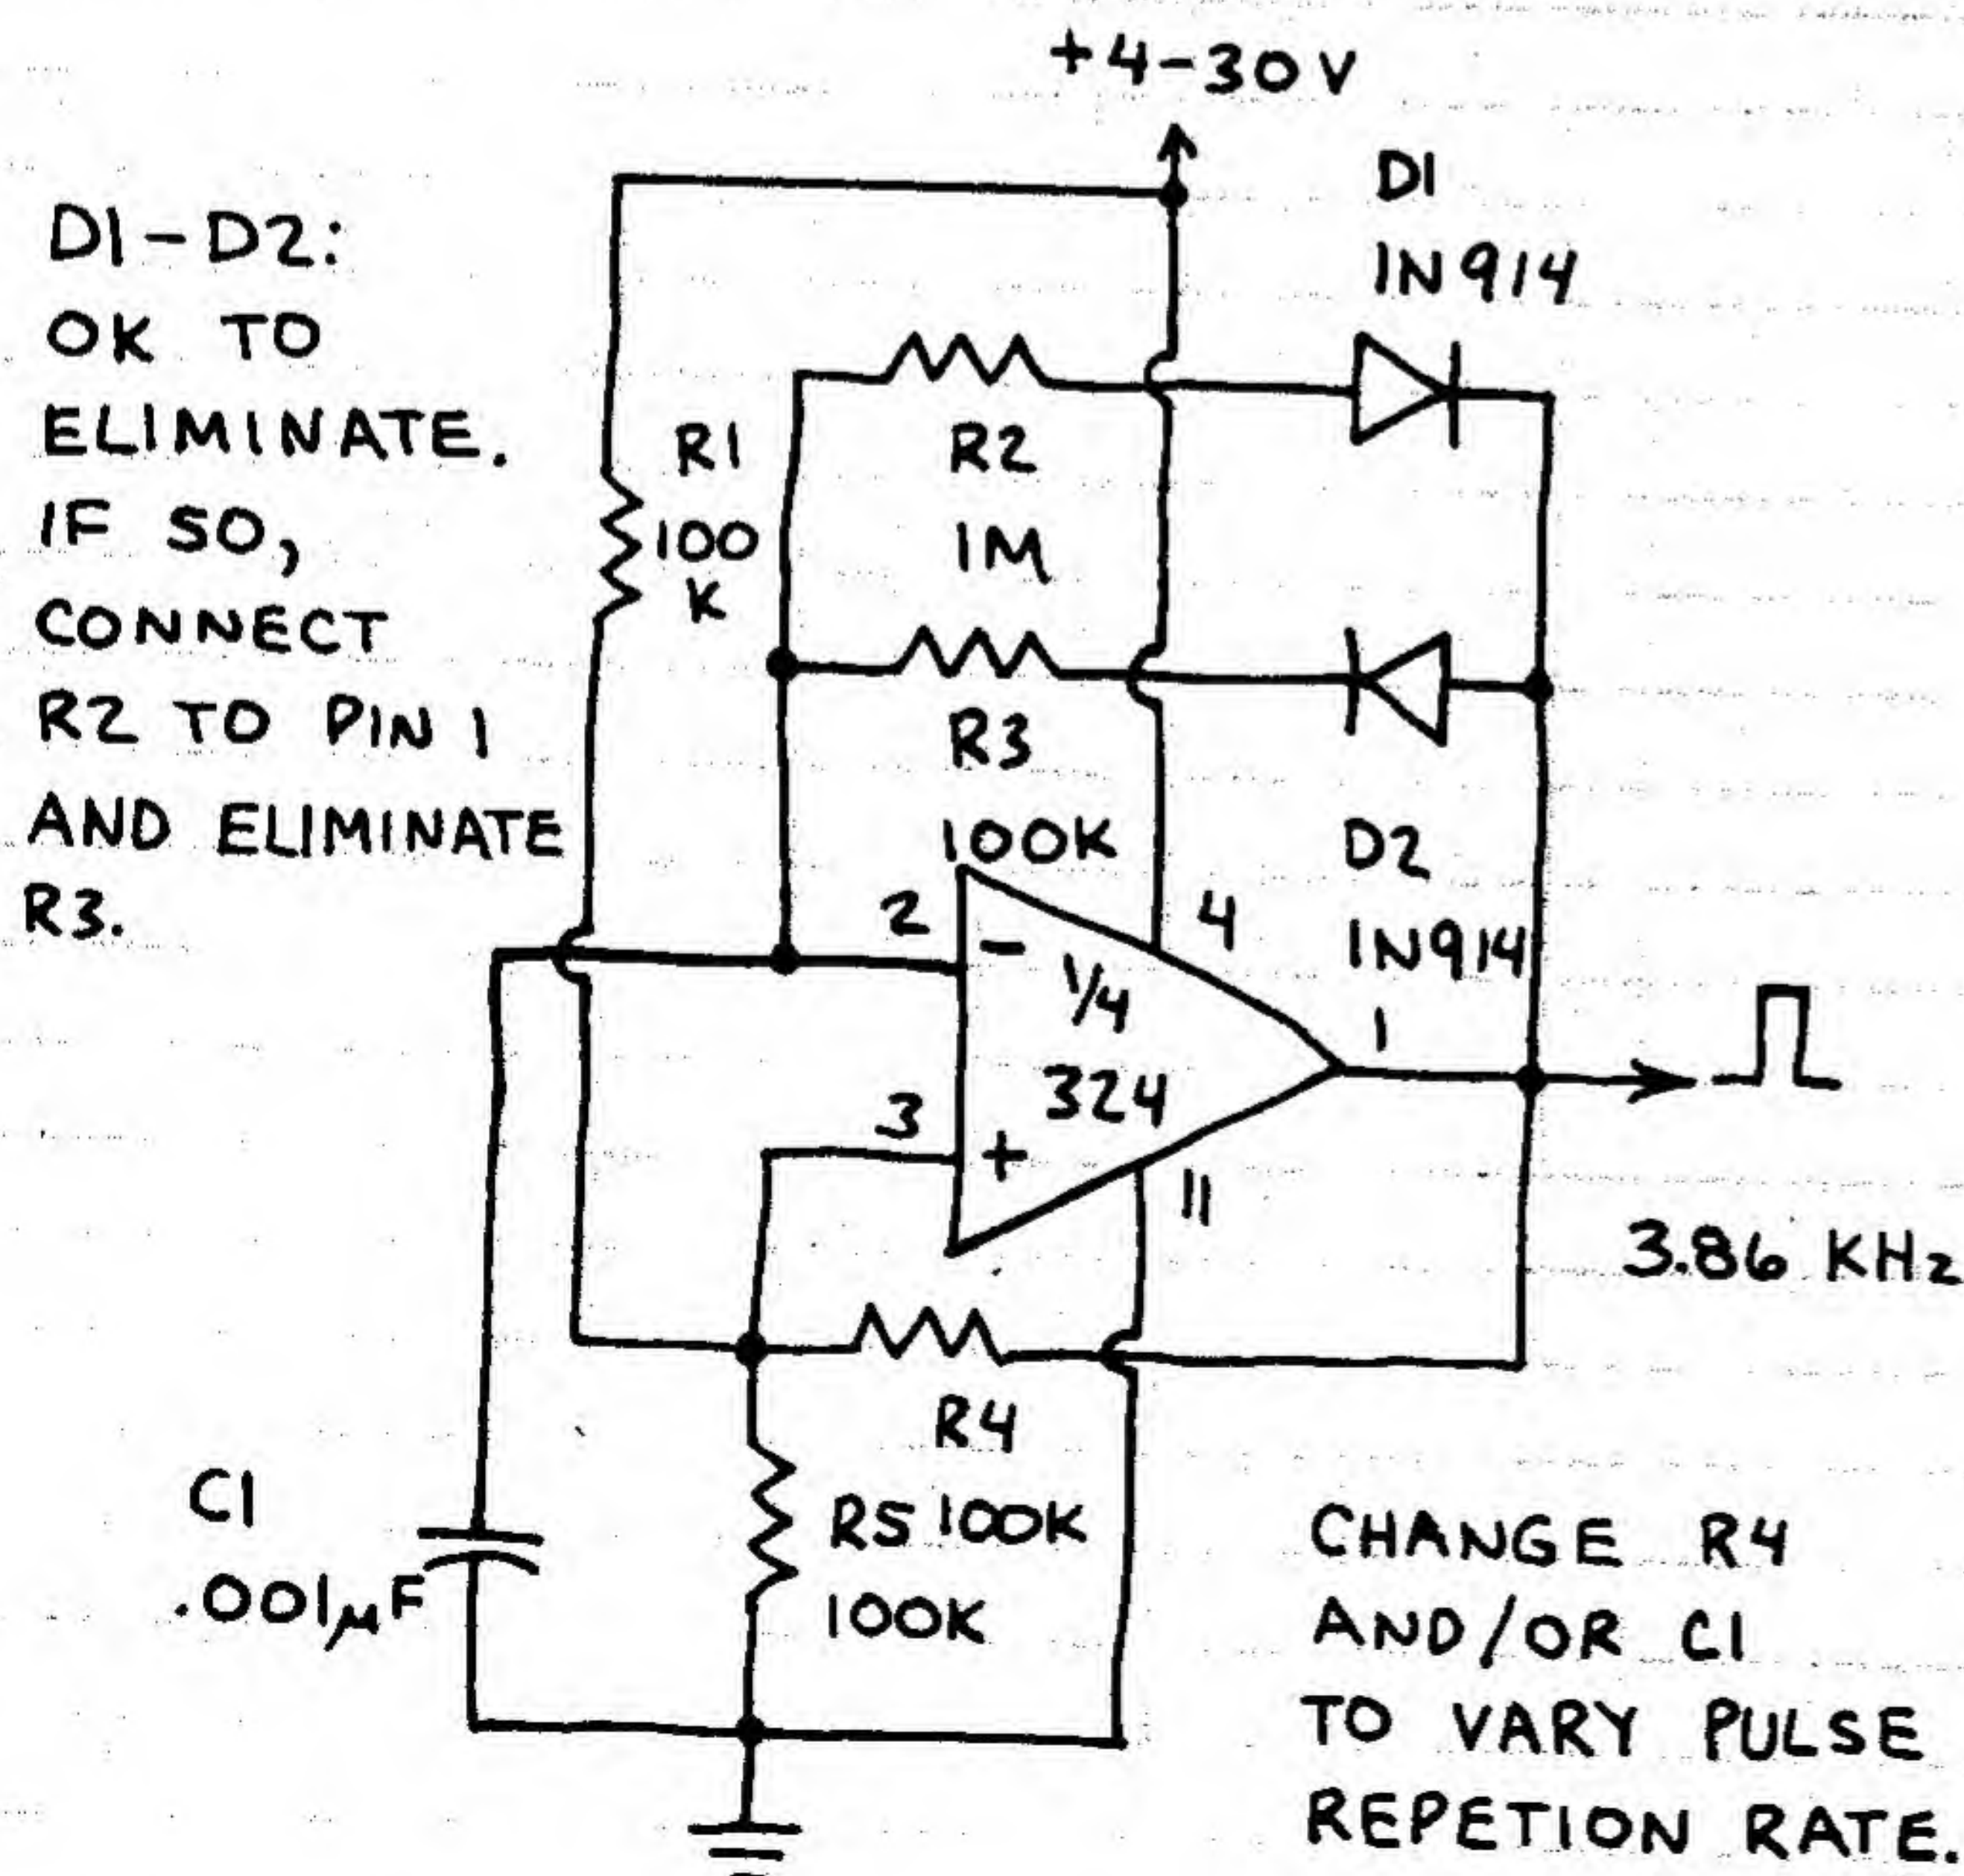 +4-30V
D1
1N914
D1-D2:
OK TO
ELIMINATE.
IF SO,
CONNECT
R2 TO PIN 1
AND ELIMINATE
R3.
R1
100
K
R2
1M
R3
100K
D2
1N914
2
-
4
1/4
324
1
3
+
11
3.86 KHz
R4
R5 100K
100K
C1
.001µF
CHANGE R4
AND/OR C1
TO VARY PULSE
REPETION RATE.